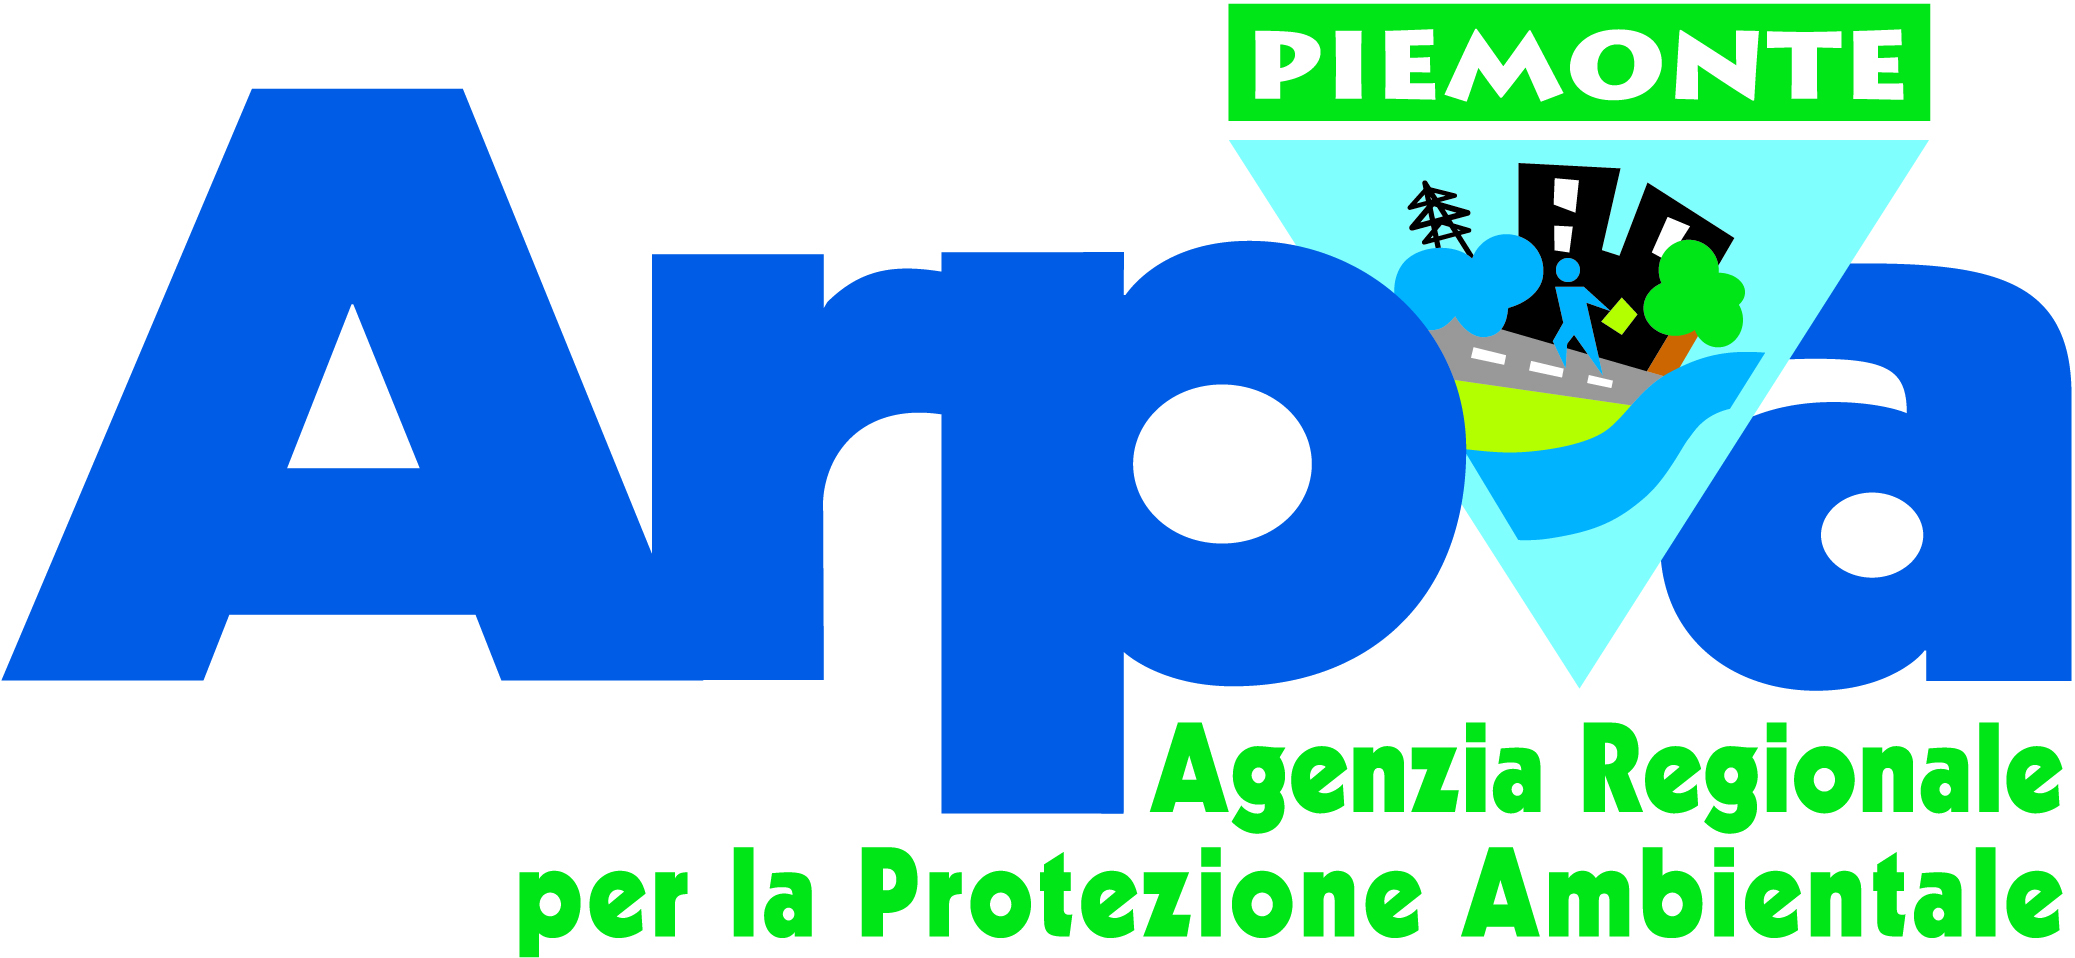 PIEMONTE
Arpa
Agenzia Regionale
per la Protezione Ambientale